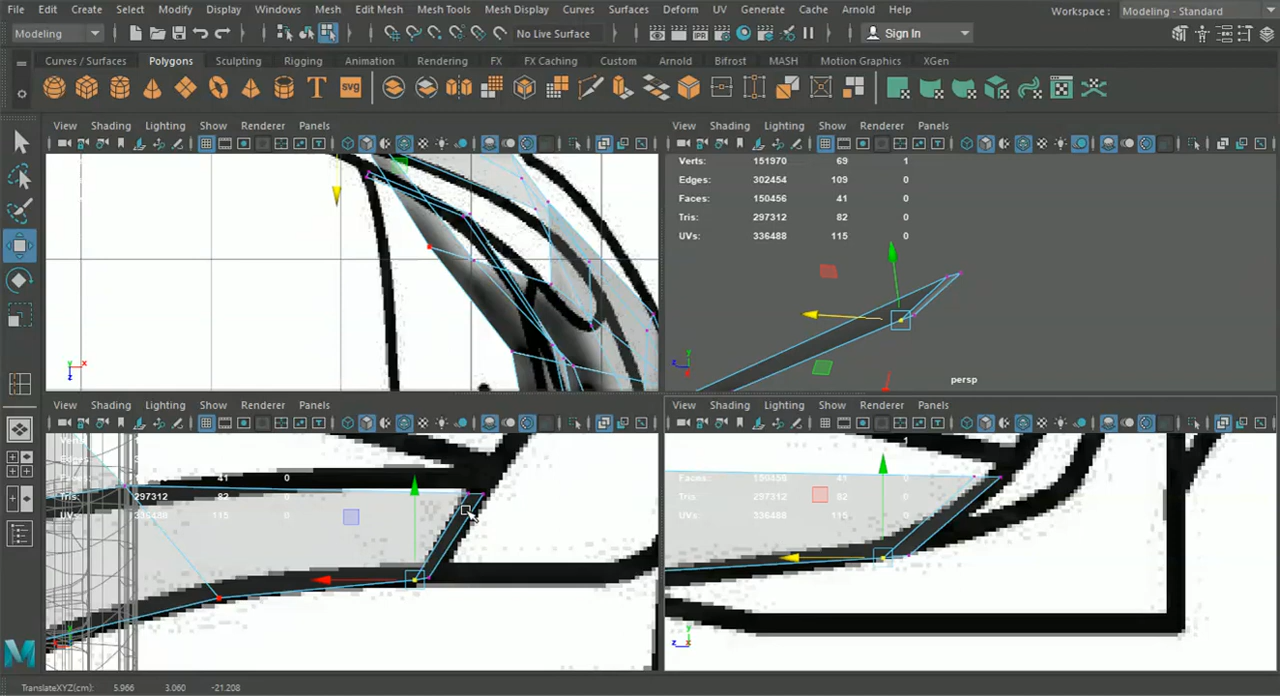 File Edit Create Select Modify Display Windows Mesh Edit Mesh Mesh Tools Mesh Display Curves Surfaces Deform UV Generate Cache Arnold Help Workspace: Modeling - Standard
Modeling No Live Surface Sign In
Curves / Surfaces Polygons Sculpting Rigging Animation Rendering FX FX Caching Custom Arnold Bifrost MASH Motion Graphics XGen
T svg
View Shading Lighting Show Renderer Panels
View Shading Lighting Show Renderer Panels
Verts: 151970 69 1
Edges: 302454 109 0
Faces: 150456 41 0
Tris: 297312 82 0
UVs: 336488 115 0
persp
View Shading Lighting Show Renderer Panels
View Shading Lighting Show Renderer Panels
41 0
Tris: 297312 82 0
UVs: 336488 115 0
Faces: 150456 41 0
Tris: 297312 82 0
UVs: 336488 115 0
TranslateXYZ(cm): 5.966 3.060 -21.208